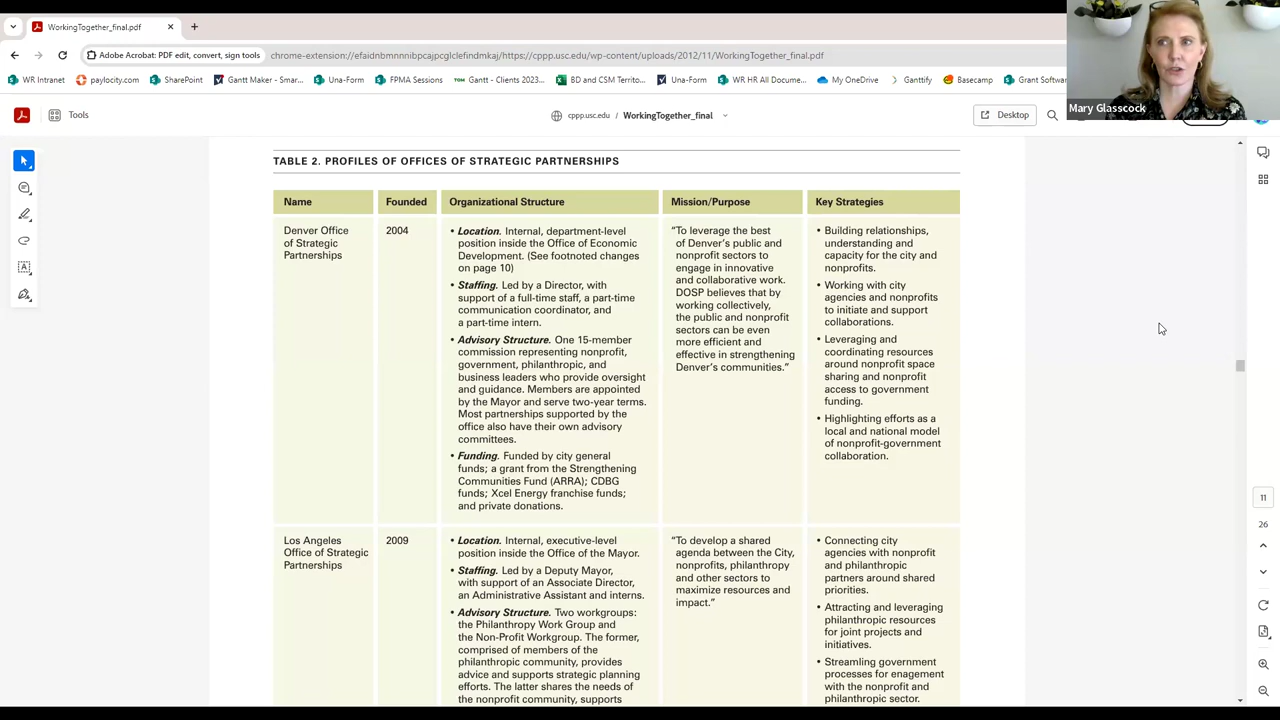 WorkingTogether_final.pdf
Adobe Acrobat: PDF edit, convert, sign tools
chrome-extension://efaidnbmnnnibpcajpcglclefindmkaj/https://cppp.usc.edu/wp-content/uploads/2012/11/WorkingTogether_final.pdf
WR Intranet
paylocity.com
SharePoint
Gantt Maker - Smar...
Una-Form
FPMA Sessions
Gantt - Clients 2023...
BD and CSM Territo...
Una-Form
WR HR All Docume...
My OneDrive
Ganttify
Basecamp
Grant Softwar
Mary Glasscock
Tools
cppp.usc.edu / WorkingTogether_final
Desktop
TABLE 2. PROFILES OF OFFICES OF STRATEGIC PARTNERSHIPS
Name
Founded
Organizational Structure
Mission/Purpose
Key Strategies
Denver Office
of Strategic
Partnerships
2004
• Location. Internal, department-level
position inside the Office of Economic
Development. (See footnoted changes
on page 10)
• Staffing. Led by a Director, with
support of a full-time staff, a part-time
communication coordinator, and
a part-time intern.
• Advisory Structure. One 15-member
commission representing nonprofit,
government, philanthropic, and
business leaders who provide oversight
and guidance. Members are appointed
by the Mayor and serve two-year terms.
Most partnerships supported by the
office also have their own advisory
committees.
• Funding. Funded by city general
funds; a grant from the Strengthening
Communities Fund (ARRA); CDBG
funds; Xcel Energy franchise funds;
and private donations.
"To leverage the best
of Denver's public and
nonprofit sectors to
engage in innovative
and collaborative work.
DOSP believes that by
working collectively,
the public and nonprofit
sectors can be even
more efficient and
effective in strengthening
Denver's communities."
• Building relationships,
understanding and
capacity for the city and
nonprofits.
• Working with city
agencies and nonprofits
to initiate and support
collaborations.
• Leveraging and
coordinating resources
around nonprofit space
sharing and nonprofit
access to government
funding.
• Highlighting efforts as a
local and national model
of nonprofit-government
collaboration.
Los Angeles
Office of Strategic
Partnerships
2009
• Location. Internal, executive-level
position inside the Office of the Mayor.
• Staffing. Led by a Deputy Mayor,
with support of an Associate Director,
an Administrative Assistant and interns.
• Advisory Structure. Two workgroups:
the Philanthropy Work Group and
the Non-Profit Workgroup. The former,
comprised of members of the
philanthropic community, provides
advice and supports strategic planning
efforts. The latter shares the needs of
the nonprofit community, supports
"To develop a shared
agenda between the City,
nonprofits, philanthropy
and other sectors to
maximize resources and
impact."
• Connecting city
agencies with nonprofit
and philanthropic
partners around shared
priorities.
• Attracting and leveraging
philanthropic resources
for joint projects and
initiatives.
• Streamling government
processes for enagement
with the nonprofit and
philanthropic sector.
11
26